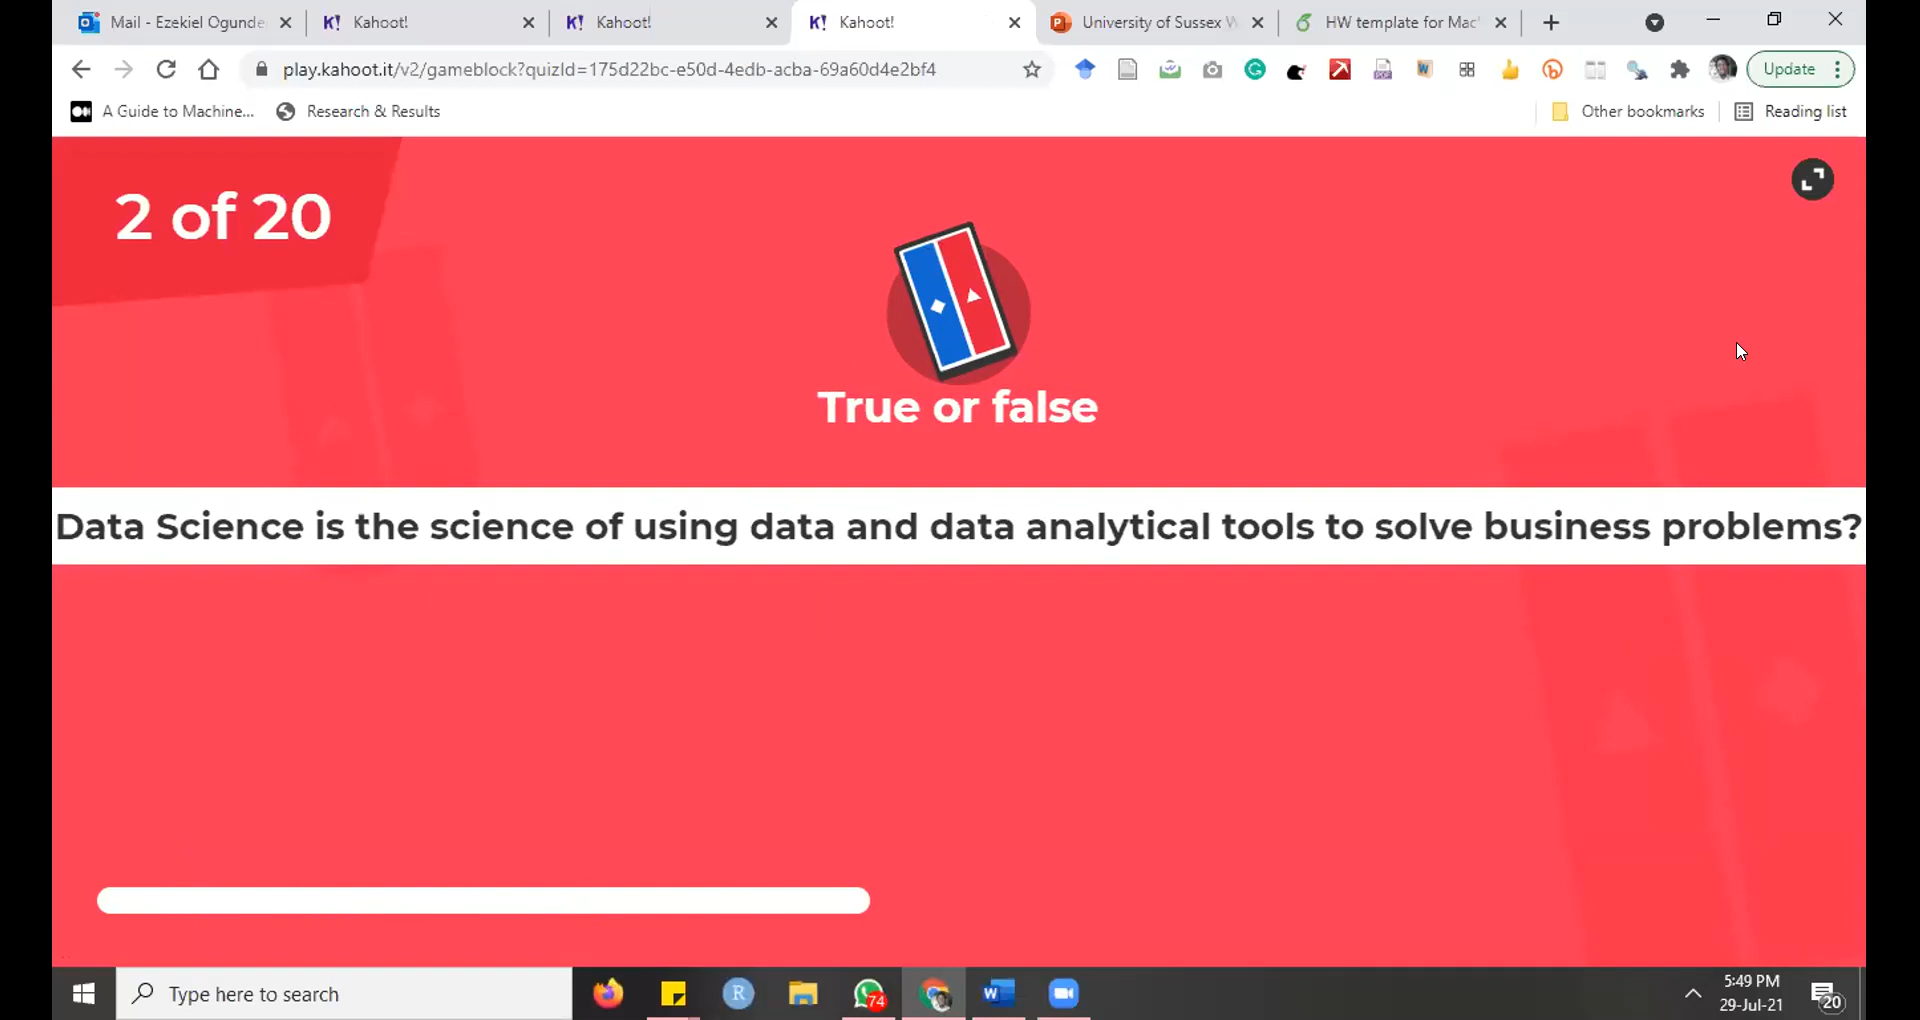 Mail - Ezekiel Ogunde
K! Kahoot!
K! Kahoot!
K! Kahoot!
University of Sussex W
HW template for Mac
play.kahoot.it/v2/gameblock?quizId=175d22bc-e50d-4edb-acba-69a60d4e2bf4
Update
A Guide to Machine...
Research & Results
Other bookmarks
Reading list
2 of 20
True or false
Data Science is the science of using data and data analytical tools to solve business problems?
Type here to search
R
74
W
5:49 PM
29-Jul-21
20